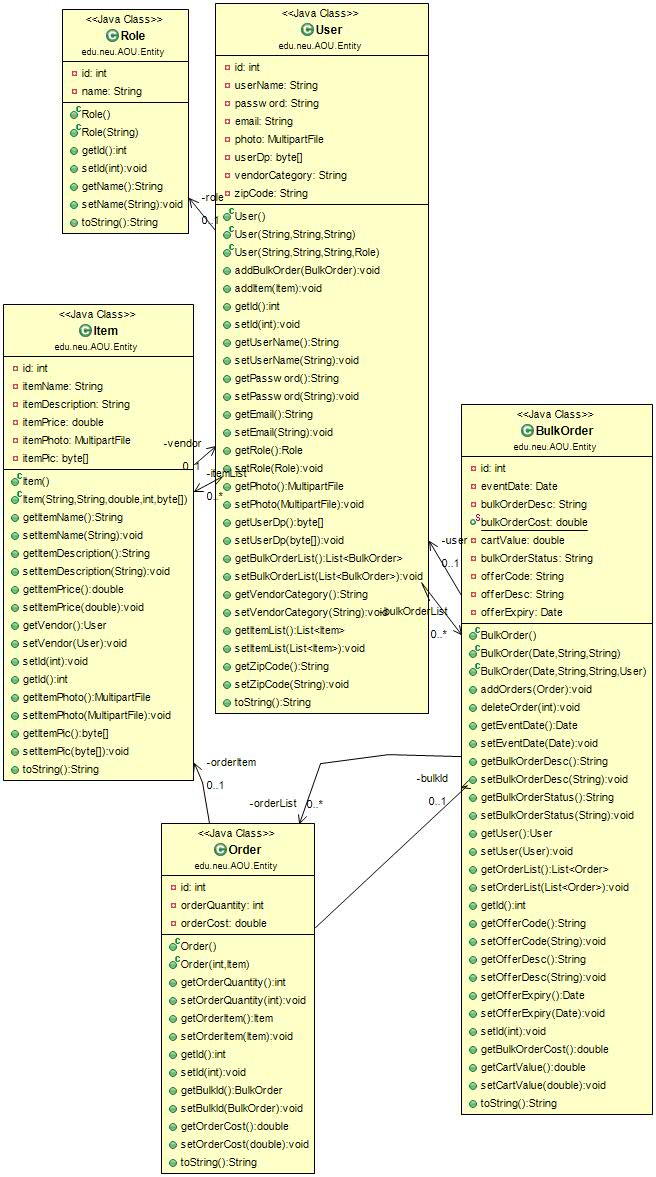 <<Java Class>>
Role
edu.neu.AOU.Entity
id: int
name: String
Role()
Role(String)
getId():int
setId(int):void
getName():String
setName(String):void
toString():String
<<Java Class>>
User
edu.neu.AOU.Entity
id: int
userName: String
password: String
email: String
photo: MultipartFile
userDp: byte[]
vendorCategory: String
zipCode: String
User()
User(String,String,String)
User(String,String,String,Role)
addBulkOrder(BulkOrder):void
addItem(Item):void
getId():int
setId(int):void
getUserName():String
setUserName(String):void
getPassword():String
setPassword(String):void
getEmail():String
setEmail(String):void
getRole():Role
setRole(Role):void
getPhoto():MultipartFile
setPhoto(MultipartFile):void
getUserDp():byte[]
setUserDp(byte[]):void
getBulkOrderList():List<BulkOrder>
setBulkOrderList(List<BulkOrder>):void
getVendorCategory():String
setVendorCategory(String):void
getItemList():List<Item>
setItemList(List<Item>):void
getZipCode():String
setZipCode(String):void
toString():String
-role
0..1
<<Java Class>>
Item
edu.neu.AOU.Entity
id: int
itemName: String
itemDescription: String
itemPrice: double
itemPhoto: MultipartFile
itemPic: byte[]
Item()
Item(String,String,double,int,byte[])
getItemName():String
setItemName(String):void
getItemDescription():String
setItemDescription(String):void
getItemPrice():double
setItemPrice(double):void
getVendor():User
setVendor(User):void
setId(int):void
getId():int
getItemPhoto():MultipartFile
setItemPhoto(MultipartFile):void
getItemPic():byte[]
setItemPic(byte[]):void
toString():String
-vendor
0..1
-itemList
0..*
<<Java Class>>
BulkOrder
edu.neu.AOU.Entity
id: int
eventDate: Date
bulkOrderDesc: String
bulkOrderCost: double
cartValue: double
bulkOrderStatus: String
offerCode: String
offerDesc: String
offerExpiry: Date
BulkOrder()
BulkOrder(Date,String,String)
BulkOrder(Date,String,String,User)
addOrders(Order):void
deleteOrder(int):void
getEventDate():Date
setEventDate(Date):void
getBulkOrderDesc():String
setBulkOrderDesc(String):void
getBulkOrderStatus():String
setBulkOrderStatus(String):void
getUser():User
setUser(User):void
getOrderList():List<Order>
setOrderList(List<Order>):void
getId():int
getOfferCode():String
setOfferCode(String):void
getOfferDesc():String
setOfferDesc(String):void
getOfferExpiry():Date
setOfferExpiry(Date):void
setId(int):void
getBulkOrderCost():double
getCartValue():double
setCartValue(double):void
toString():String
-user
0..1
-bulkOrderList
0..*
-orderItem
0..1
-orderList
0..*
-bulkId
0..1
<<Java Class>>
Order
edu.neu.AOU.Entity
id: int
orderQuantity: int
orderCost: double
Order()
Order(int,Item)
getOrderQuantity():int
setOrderQuantity(int):void
getOrderItem():Item
setOrderItem(Item):void
getId():int
setId(int):void
getBulkId():BulkOrder
setBulkId(BulkOrder):void
getOrderCost():double
setOrderCost(double):void
toString():String